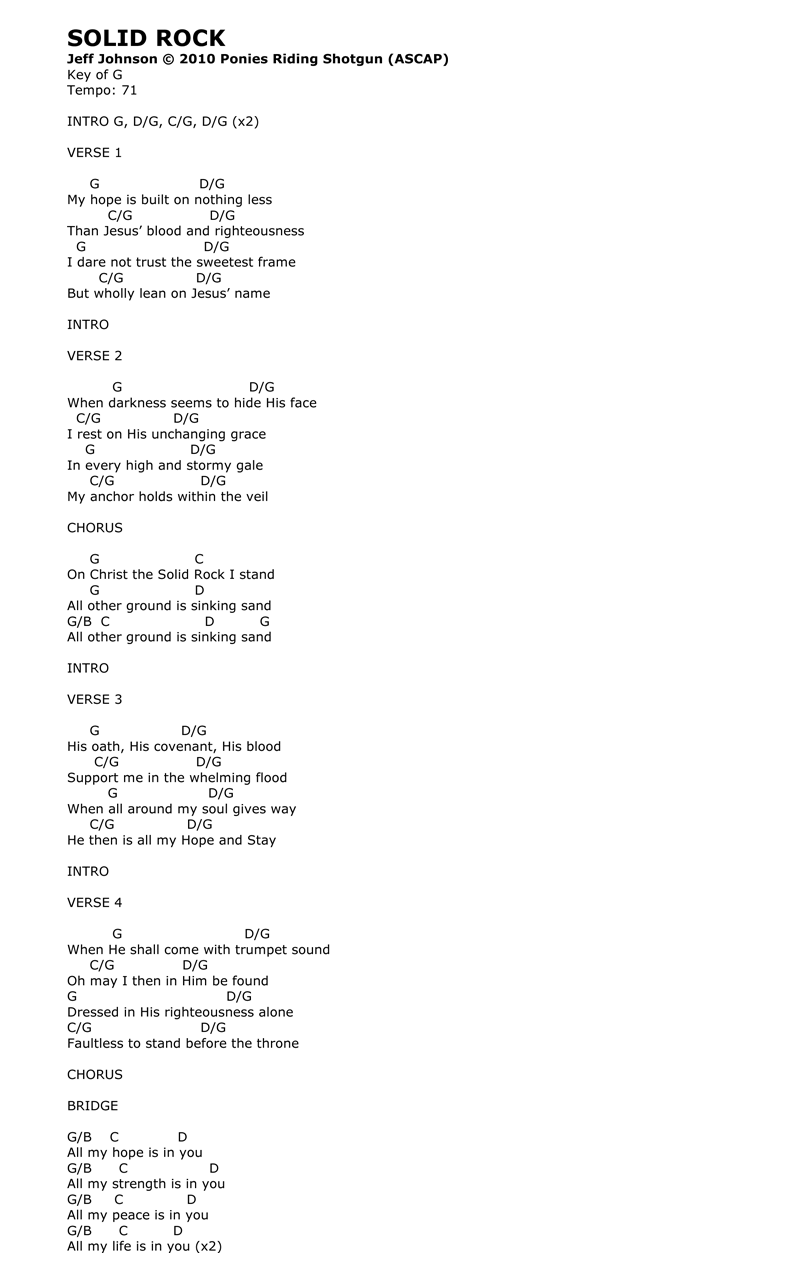 SOLID ROCK
Jeff Johnson © 2010 Ponies Riding Shotgun (ASCAP)
Key of G
Tempo: 71
INTRO G, D/G, C/G, D/G (x2)
VERSE 1
G D/G
My hope is built on nothing less
C/G D/G
Than Jesus’ blood and righteousness
G D/G
I dare not trust the sweetest frame
C/G D/G
But wholly lean on Jesus’ name
INTRO
VERSE 2
G D/G
When darkness seems to hide His face
C/G D/G
I rest on His unchanging grace
G D/G
In every high and stormy gale
C/G D/G
My anchor holds within the veil
CHORUS
G C
On Christ the Solid Rock I stand
G D
All other ground is sinking sand
G/B C D G
All other ground is sinking sand
INTRO
VERSE 3
G D/G
His oath, His covenant, His blood
C/G D/G
Support me in the whelming flood
G D/G
When all around my soul gives way
C/G D/G
He then is all my Hope and Stay
INTRO
VERSE 4
G D/G
When He shall come with trumpet sound
C/G D/G
Oh may I then in Him be found
G D/G
Dressed in His righteousness alone
C/G D/G
Faultless to stand before the throne
CHORUS
BRIDGE
G/B C D
All my hope is in you
G/B C D
All my strength is in you
G/B C D
All my peace is in you
G/B C D
All my life is in you (x2)